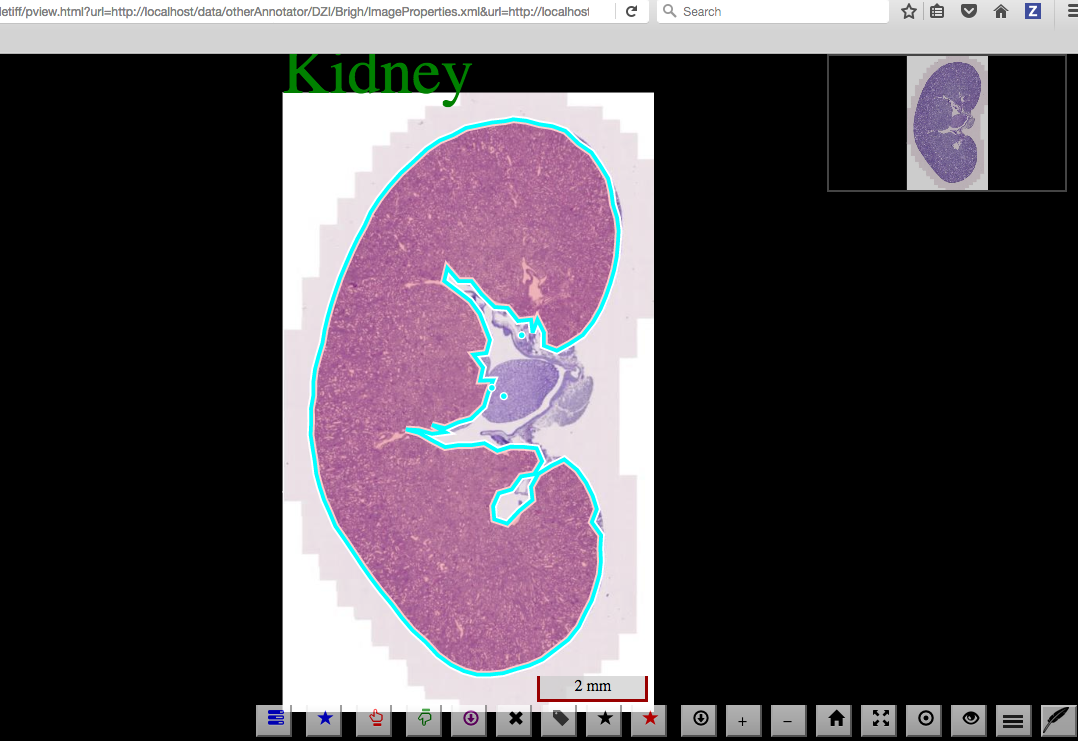 letiff/pview.html?url=http://localhost/data/otherAnnotator/DZI/Brigh/ImageProperties.xml&url=http://localhost
Search
Z
Kidney
2 mm
+ −